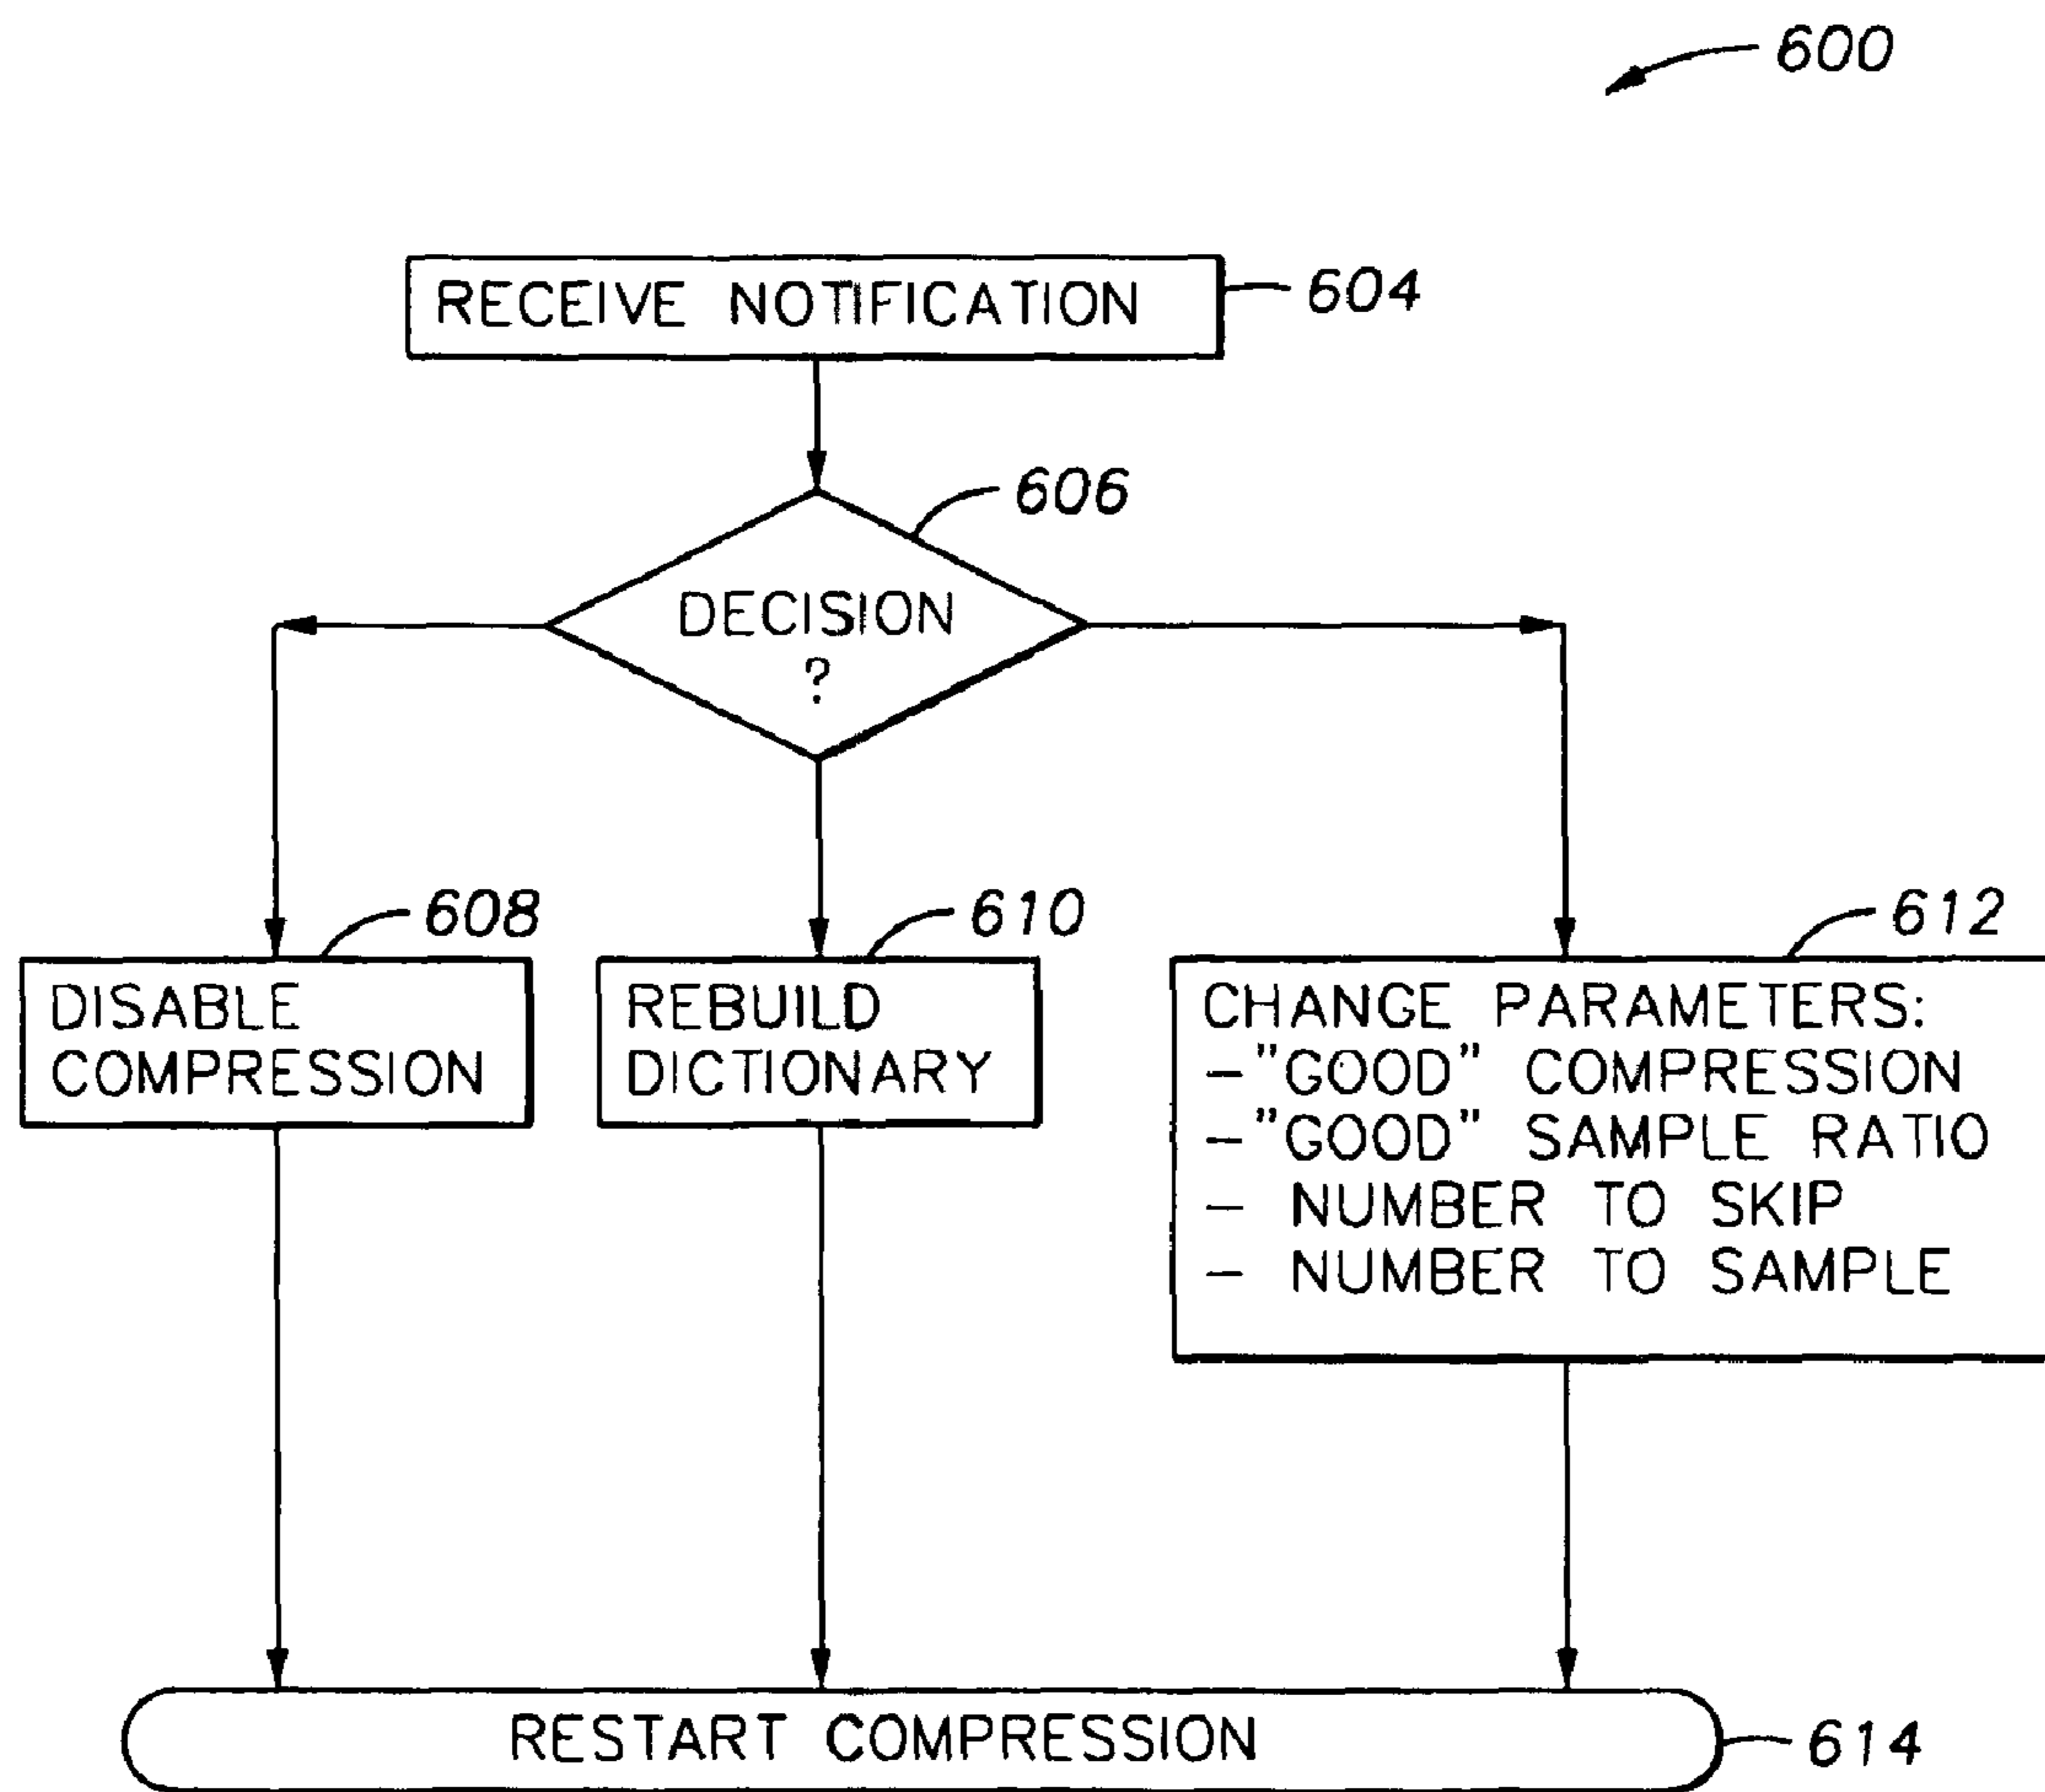 600
RECEIVE NOTIFICATION
604
606
DECISION
?
608
610
612
DISABLE
COMPRESSION
REBUILD
DICTIONARY
CHANGE PARAMETERS:
-"GOOD" COMPRESSION
-"GOOD" SAMPLE RATIO
- NUMBER TO SKIP
- NUMBER TO SAMPLE
RESTART COMPRESSION
614